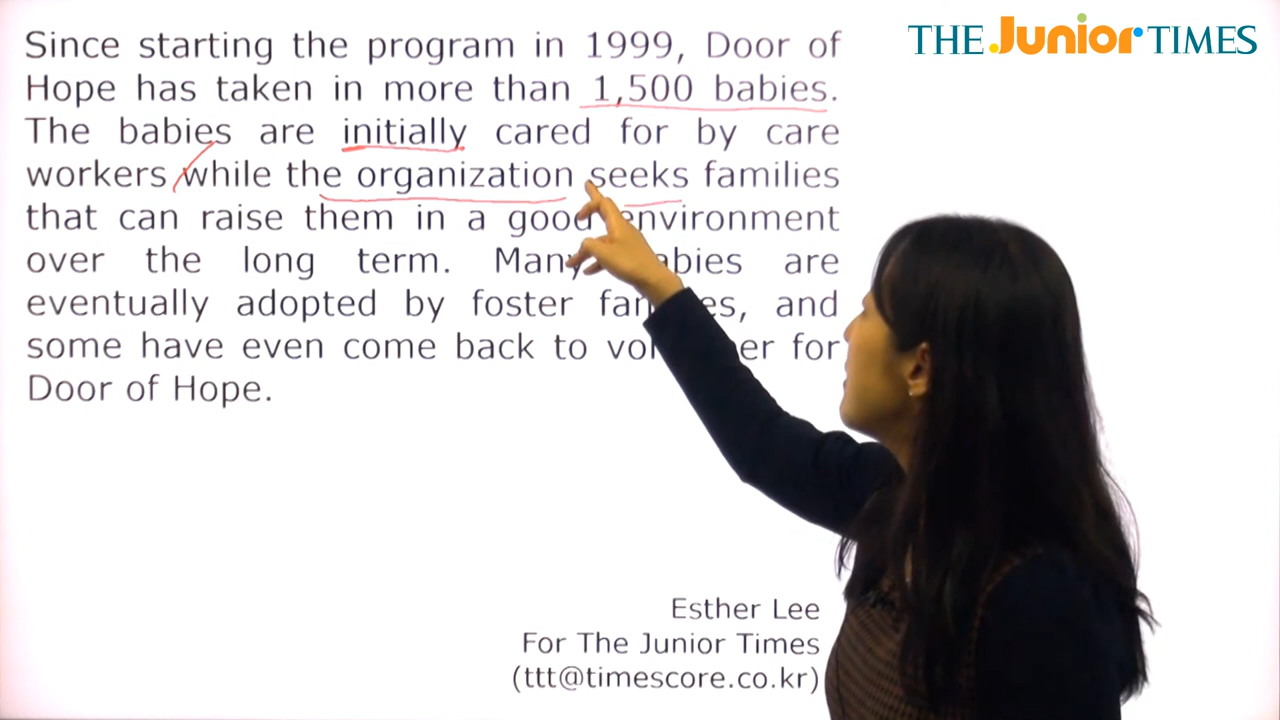 THE Junior TIMES
Since starting the program in 1999, Door of
Hope has taken in more than 1,500 babies.
The babies are initially cared for by care
workers while the organization seeks families
that can raise them in a good environment
over the long term. Many babies are
eventually adopted by foster families, and
some have even come back to volunteer for
Door of Hope.
Esther Lee
For The Junior Times
(ttt@timescore.co.kr)